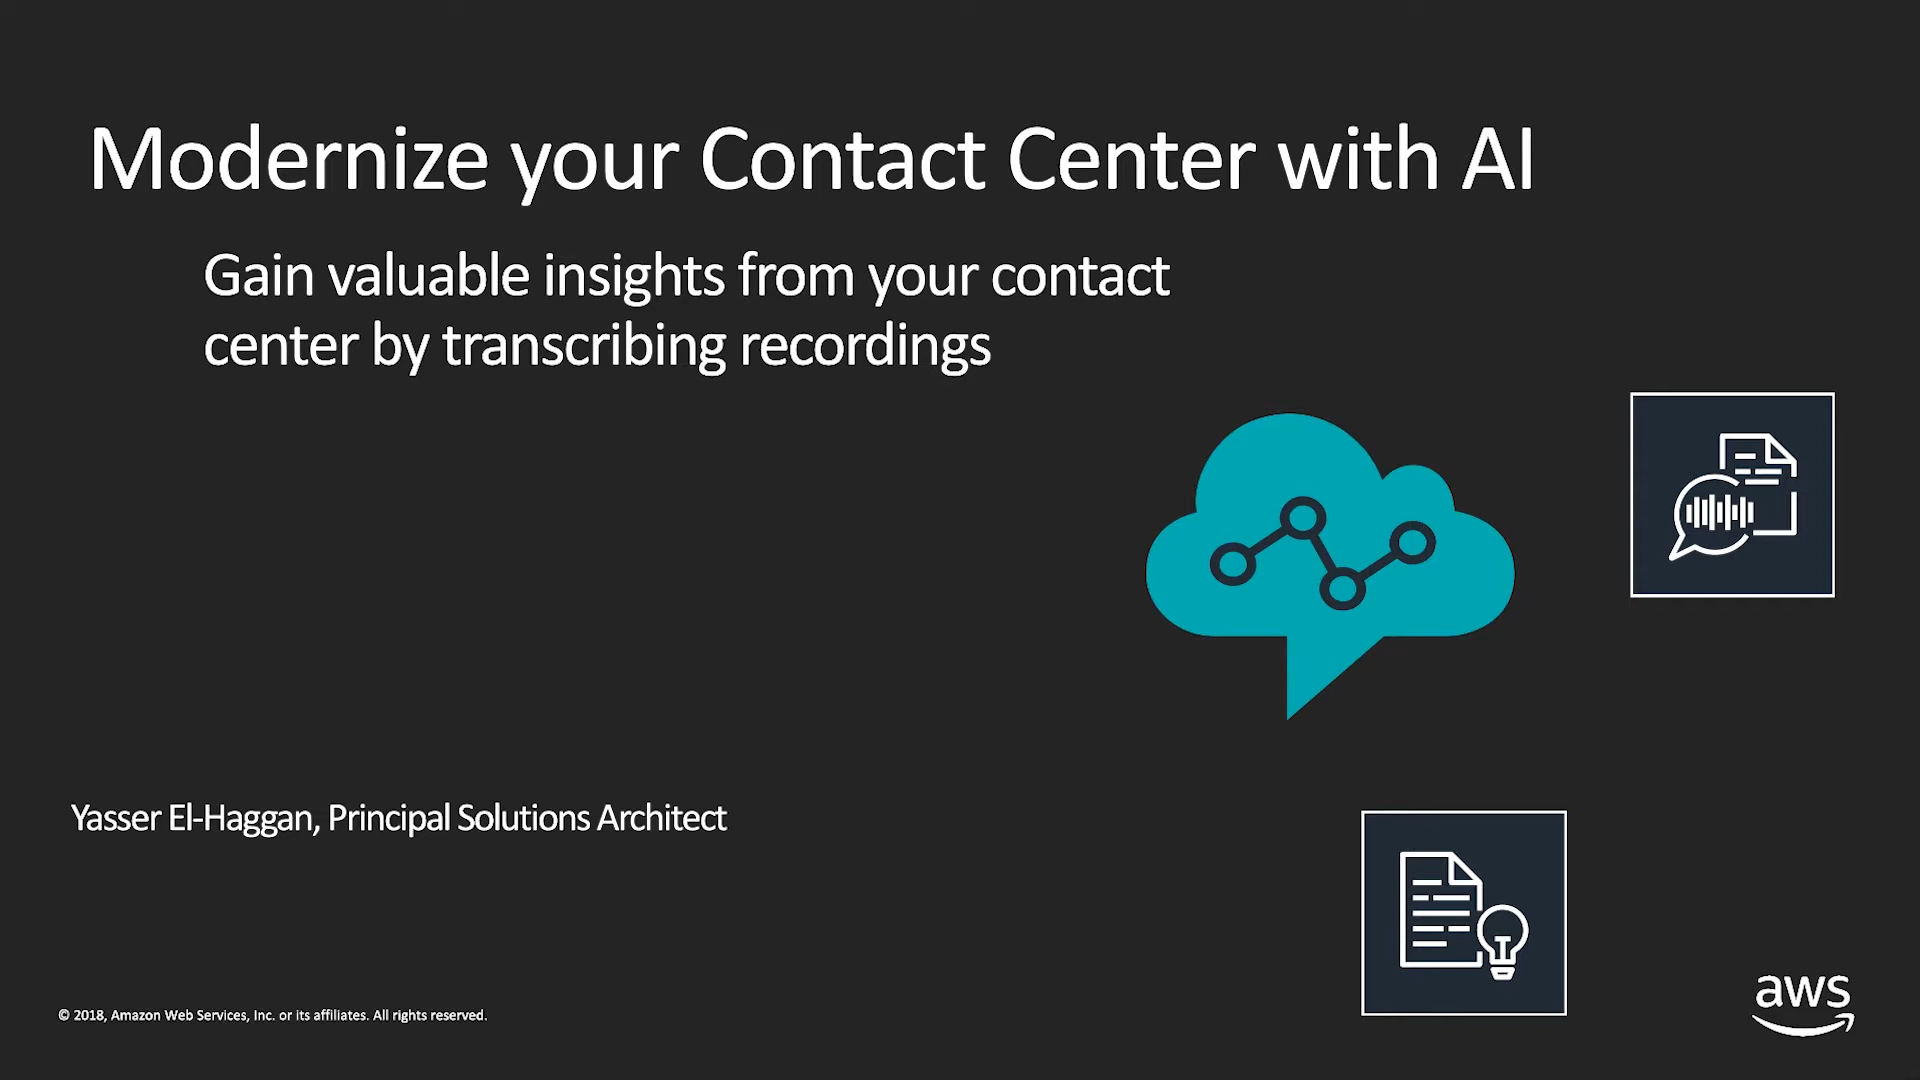 Modernize your Contact Center with AI
Gain valuable insights from your contact
center by transcribing recordings
Yasser El-Haggan, Principal Solutions Architect
© 2018, Amazon Web Services, Inc. or its affiliates. All rights reserved.
aws